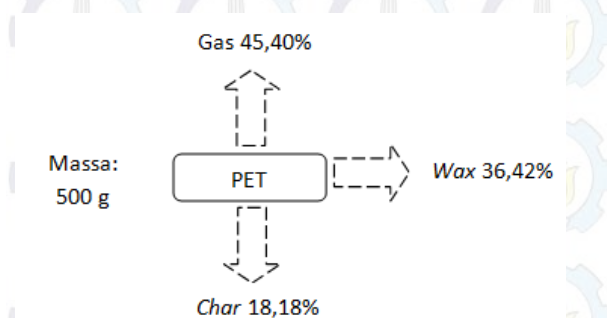 Gas 45,40%
Massa:
500 g
PET
Wax 36,42%
Char 18,18%